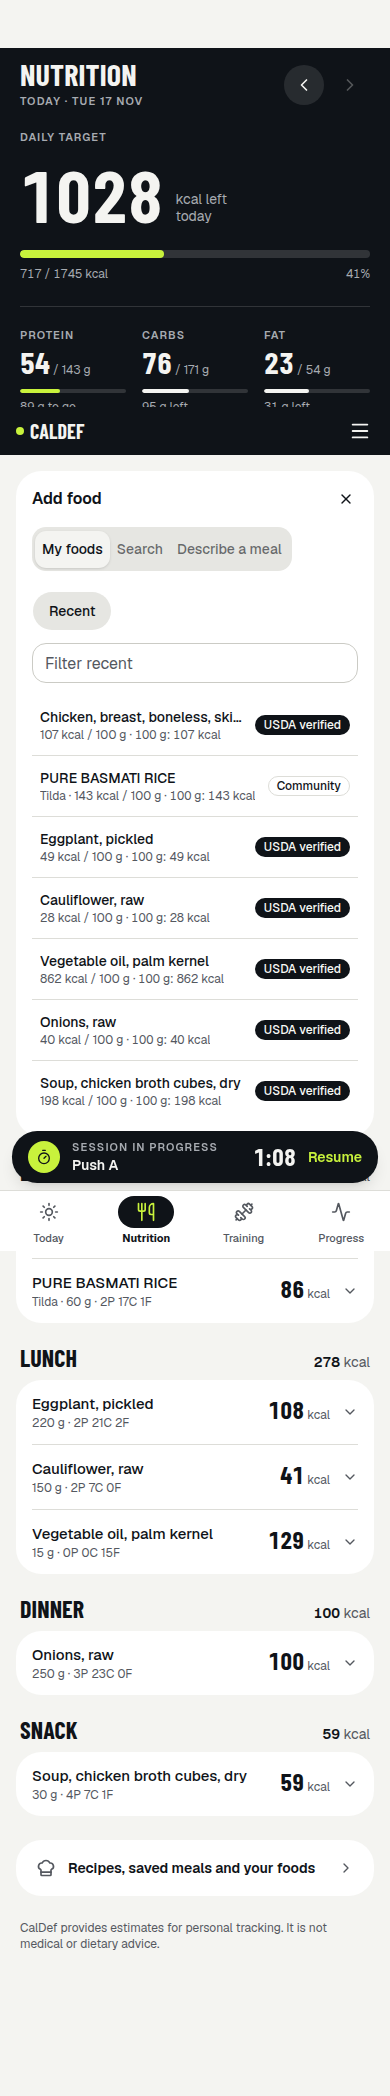 NUTRITION
TODAY · TUE 17 NOV
DAILY TARGET
1028 kcal left today
717 / 1745 kcal 41%
PROTEIN CARBS FAT
54 / 143 g 76 / 171 g 23 / 54 g
89 g to go 95 g left 31 g left
CALDEF
Add food
My foods Search Describe a meal
Recent
Filter recent
Chicken, breast, boneless, ski... USDA verified
107 kcal / 100 g · 100 g: 107 kcal
PURE BASMATI RICE Community
Tilda · 143 kcal / 100 g · 100 g: 143 kcal
Eggplant, pickled USDA verified
49 kcal / 100 g · 100 g: 49 kcal
Cauliflower, raw USDA verified
28 kcal / 100 g · 100 g: 28 kcal
Vegetable oil, palm kernel USDA verified
862 kcal / 100 g · 100 g: 862 kcal
Onions, raw USDA verified
40 kcal / 100 g · 100 g: 40 kcal
Soup, chicken broth cubes, dry USDA verified
198 kcal / 100 g · 100 g: 198 kcal
SESSION IN PROGRESS
Push A 1:08 Resume
Today Nutrition Training Progress
PURE BASMATI RICE 86 kcal
Tilda · 60 g · 2P 17C 1F
LUNCH 278 kcal
Eggplant, pickled 108 kcal
220 g · 2P 21C 2F
Cauliflower, raw 41 kcal
150 g · 2P 7C 0F
Vegetable oil, palm kernel 129 kcal
15 g · 0P 0C 15F
DINNER 100 kcal
Onions, raw 100 kcal
250 g · 3P 23C 0F
SNACK 59 kcal
Soup, chicken broth cubes, dry 59 kcal
30 g · 4P 7C 1F
Recipes, saved meals and your foods
CalDef provides estimates for personal tracking. It is not
medical or dietary advice.